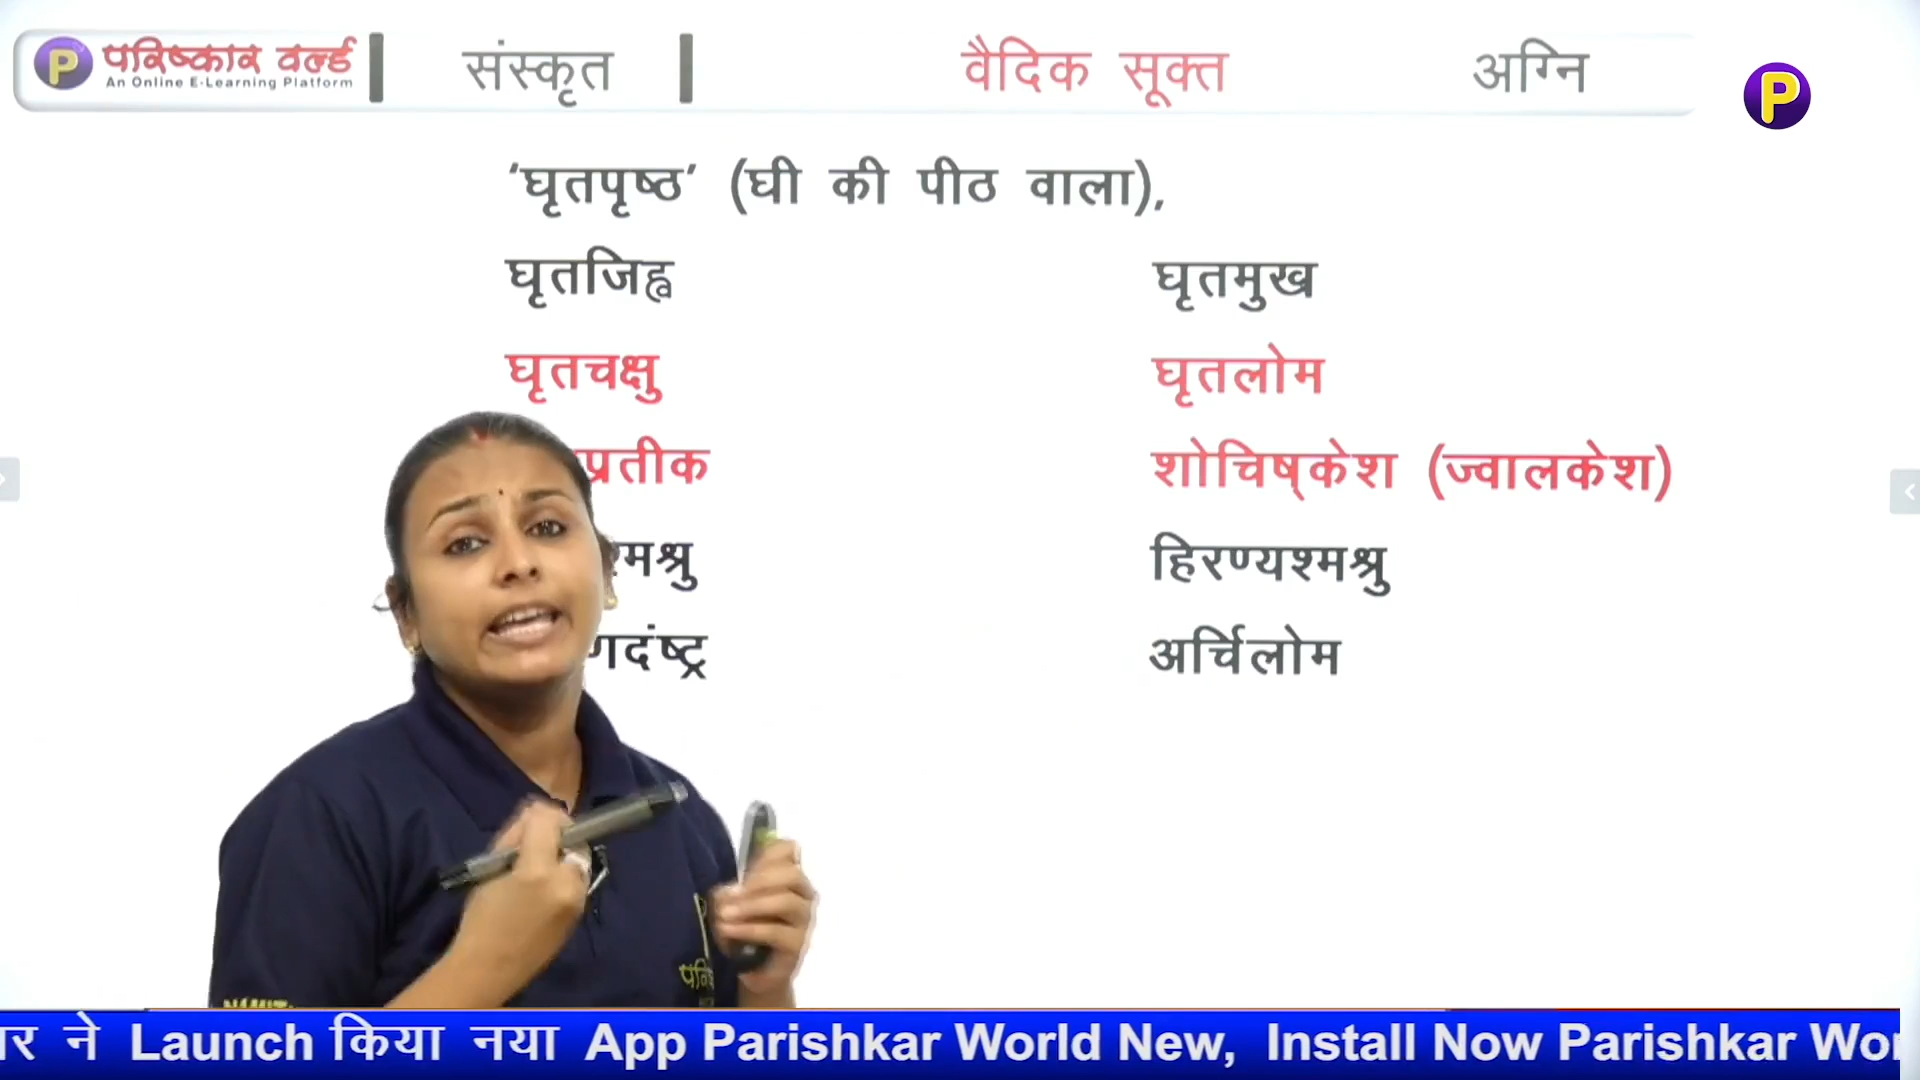 परिष्कार वर्ल्ड
An Online E-Learning Platform
संस्कृत
वैदिक सूक्त
अग्नि
‘घृतपृष्ठ’ (घी की पीठ वाला),
घृतजिह्व घृतमुख
घृतचक्षु घृतलोम
प्रतीक शोचिष्केश (ज्वालकेश)
मश्रु हिरण्यश्मश्रु
दंष्ट्र अर्चिलोम
ने Launch किया नया App Parishkar World New, Install Now Parishkar